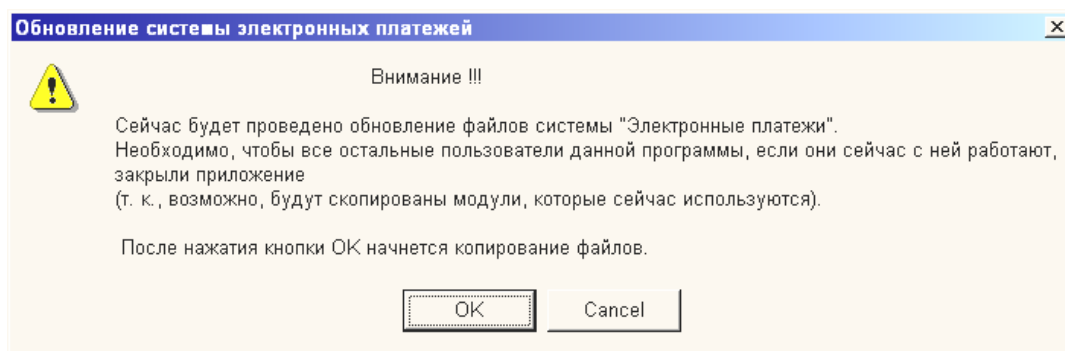 Обновление системы электронных платежей
Внимание !!!
Сейчас будет проведено обновление файлов системы "Электронные платежи".
Необходимо, чтобы все остальные пользователи данной программы, если они сейчас с ней работают,
закрыли приложение
(т. к., возможно, будут скопированы модули, которые сейчас используются).
После нажатия кнопки OK начнется копирование файлов.
OK
Cancel